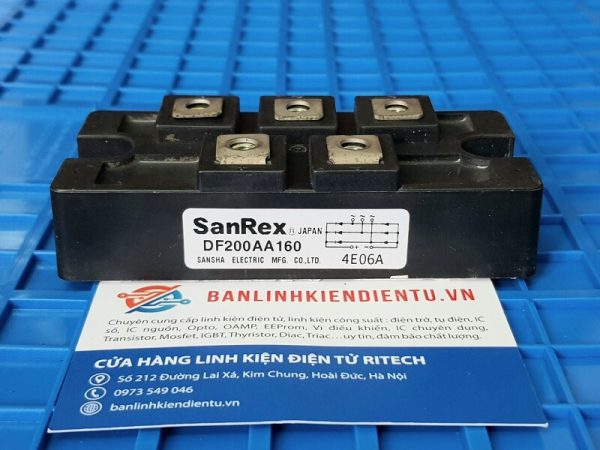 SanRex ® JAPAN
DF200AA160
SANSHA ELECTRIC MFG. CO.,LTD.
~ ~ ~
+ -
4E06A
BANLINHKIENDIENTU.VN
Chuyên cung cấp linh kiện điện tử, linh kiện công suất : điện trở, tụ điện, IC
số, IC nguồn, Opto, OAMP, EEProm, Vi điều khiển, IC chuyên dụng,
Transistor, Mosfet, IGBT, Thyristor, Diac, Triac... uy tín, đảm bảo chất lượng.
CỬA HÀNG LINH KIỆN ĐIỆN TỬ RITECH
Số 212 Đường Lai Xá, Kim Chung, Hoài Đức, Hà Nội
0973 549 046
banlinhkiendientu.vn